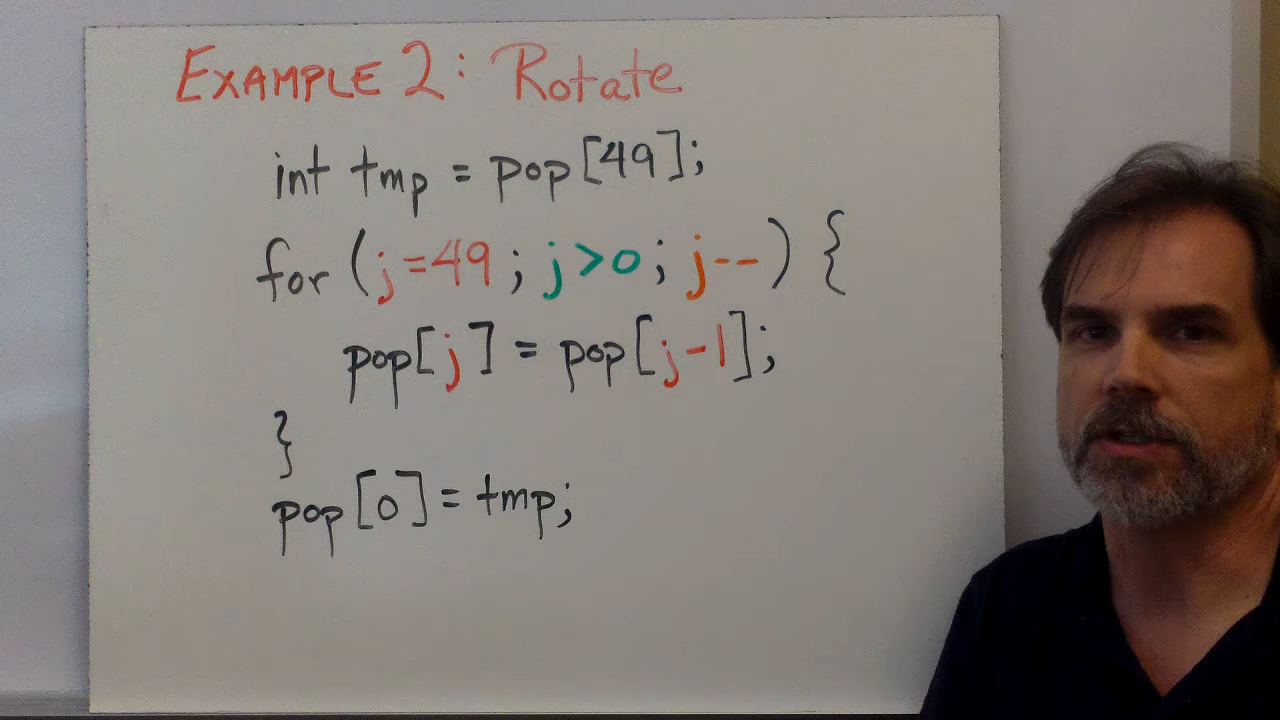 EXAMPLE 2: Rotate
int tmp = pop[49];
for (j=49; j>0; j--) {
pop[j] = pop[j-1];
}
pop[0] = tmp;